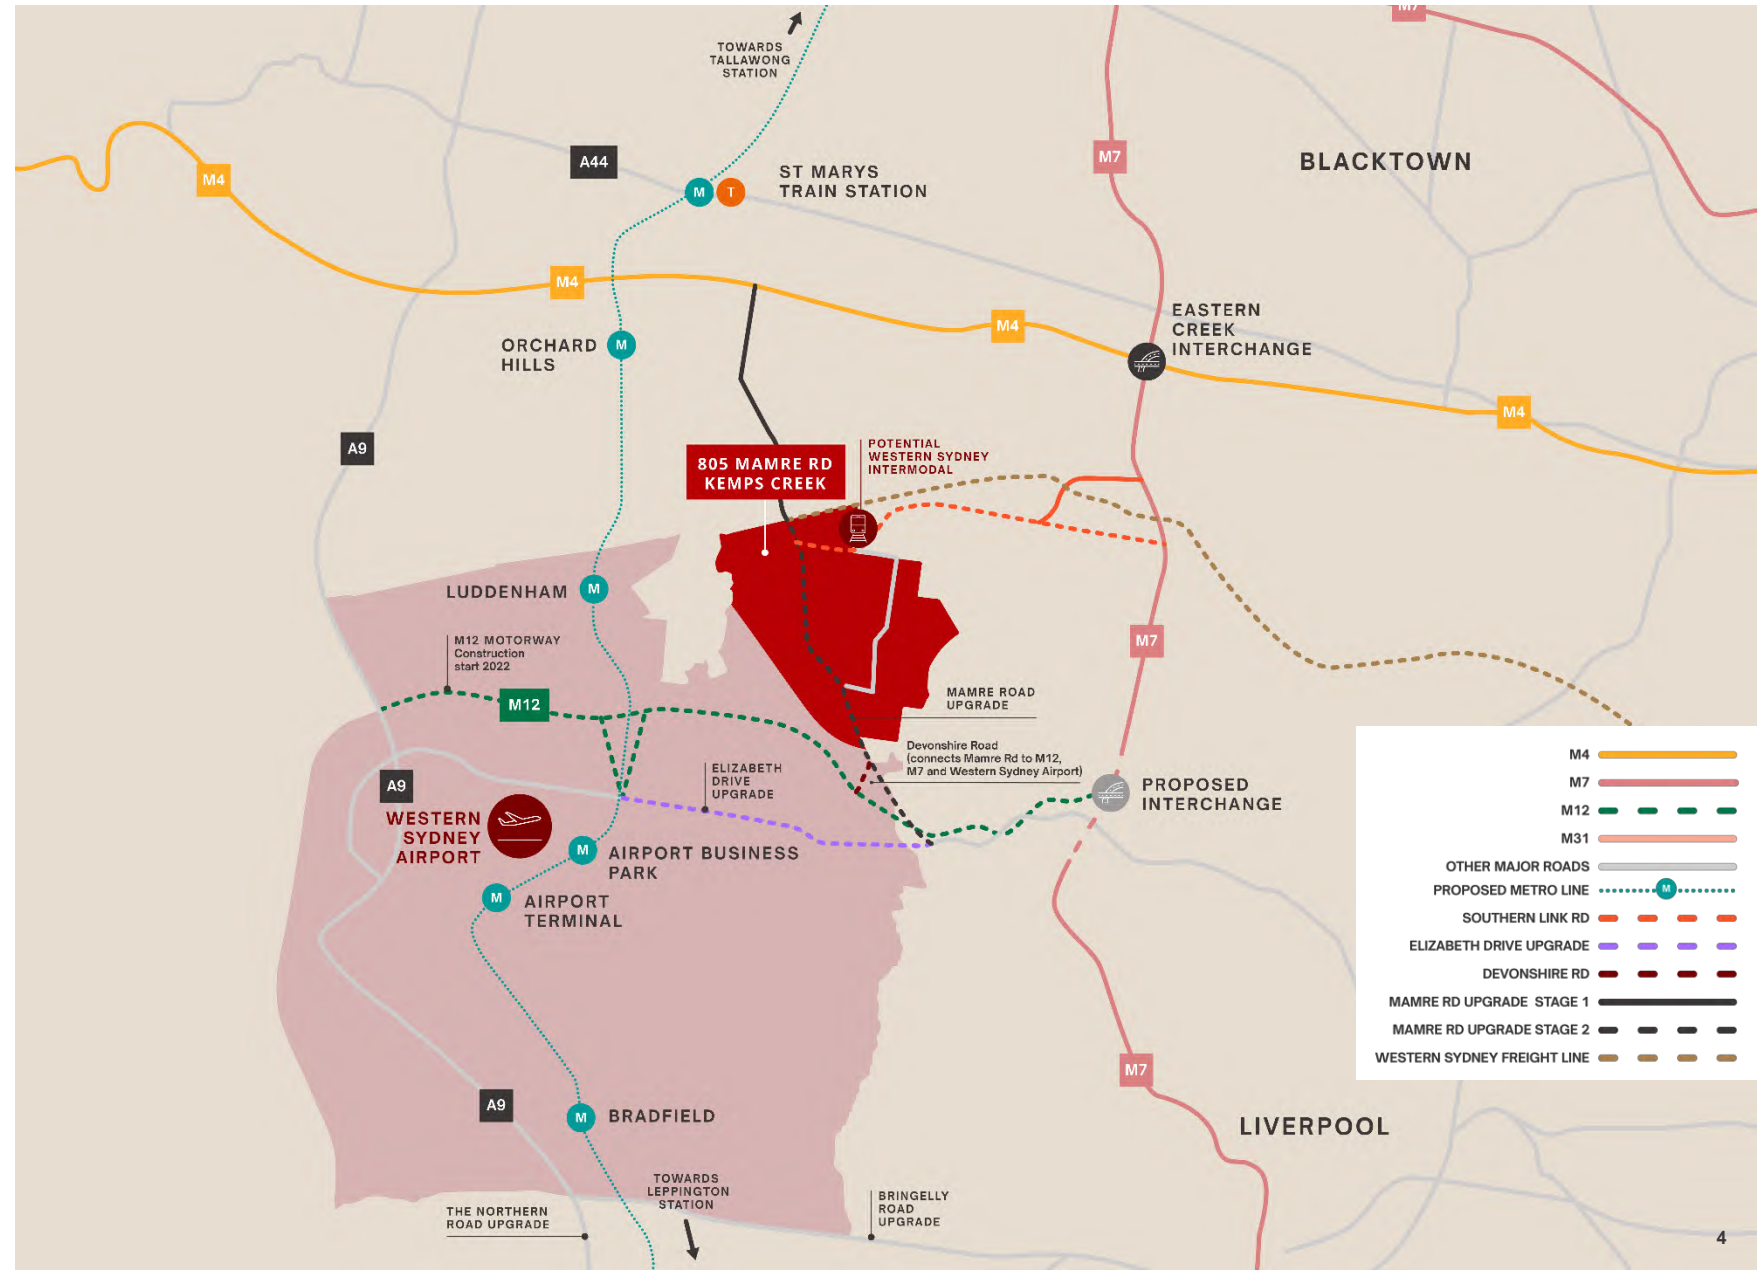 M7
TOWARDS
TALLAWONG
STATION
A44
M7
BLACKTOWN
M4
ST MARYS
TRAIN STATION
M
T
M4
EASTERN
CREEK
INTERCHANGE
M4
ORCHARD
HILLS
M
M4
A9
POTENTIAL
WESTERN SYDNEY
INTERMODAL
805 MAMRE RD
KEMPS CREEK
LUDDENHAM
M
M12 MOTORWAY
Construction
start 2022
M7
M12
MAMRE ROAD
UPGRADE
Devonshire Road
(connects Mamre Rd to M12,
M7 and Western Sydney Airport)
ELIZABETH
DRIVE
UPGRADE
A9
PROPOSED
INTERCHANGE
WESTERN
SYDNEY
AIRPORT
M
AIRPORT BUSINESS
PARK
M
AIRPORT
TERMINAL
M4
M7
M12
M31
OTHER MAJOR ROADS
PROPOSED METRO LINE
M
SOUTHERN LINK RD
ELIZABETH DRIVE UPGRADE
DEVONSHIRE RD
MAMRE RD UPGRADE STAGE 1
MAMRE RD UPGRADE STAGE 2
WESTERN SYDNEY FREIGHT LINE
M7
A9
M
BRADFIELD
LIVERPOOL
TOWARDS
LEPPINGTON
STATION
THE NORTHERN
ROAD UPGRADE
BRINGELLY
ROAD
UPGRADE
4